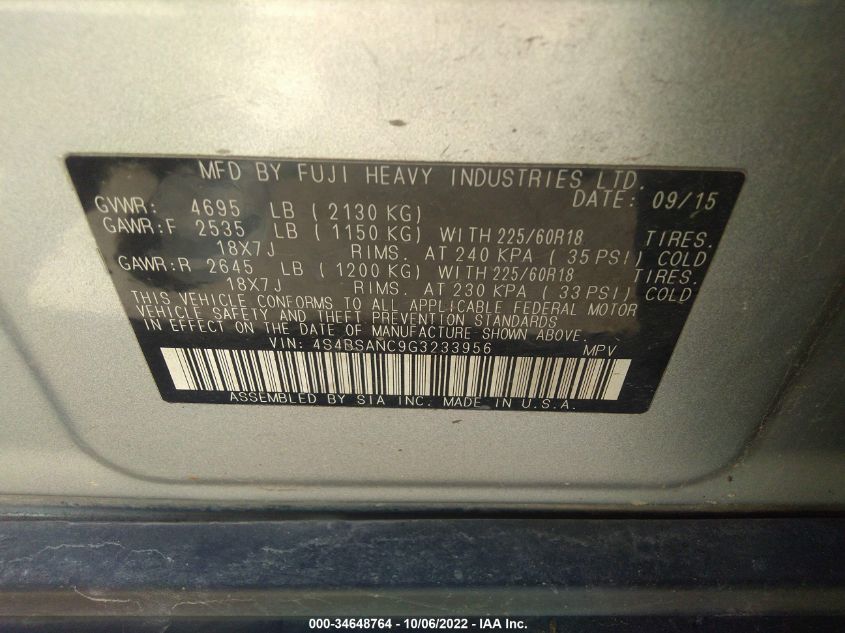 MFD BY FUJI HEAVY INDUSTRIES LTD.
DATE: 09/15
GVWR: 4695 LB ( 2130 KG)
GAWR:F 2535 LB ( 1150 KG) WITH 225/60R18 TIRES.
18X7J RIMS. AT 240 KPA ( 35 PSI) COLD
GAWR:R 2645 LB ( 1200 KG) WITH 225/60R18 TIRES.
18X7J RIMS. AT 230 KPA ( 33 PSI) COLD
THIS VEHICLE CONFORMS TO ALL APPLICABLE FEDERAL MOTOR
VEHICLE SAFETY AND THEFT PREVENTION STANDARDS
IN EFFECT ON THE DATE OF MANUFACTURE SHOWN ABOVE.
VIN: 4S4BSANC9G3233956 MPV
ASSEMBLED BY SIA INC. MADE IN U.S.A.
000-34648764 - 10/06/2022 - IAA Inc.